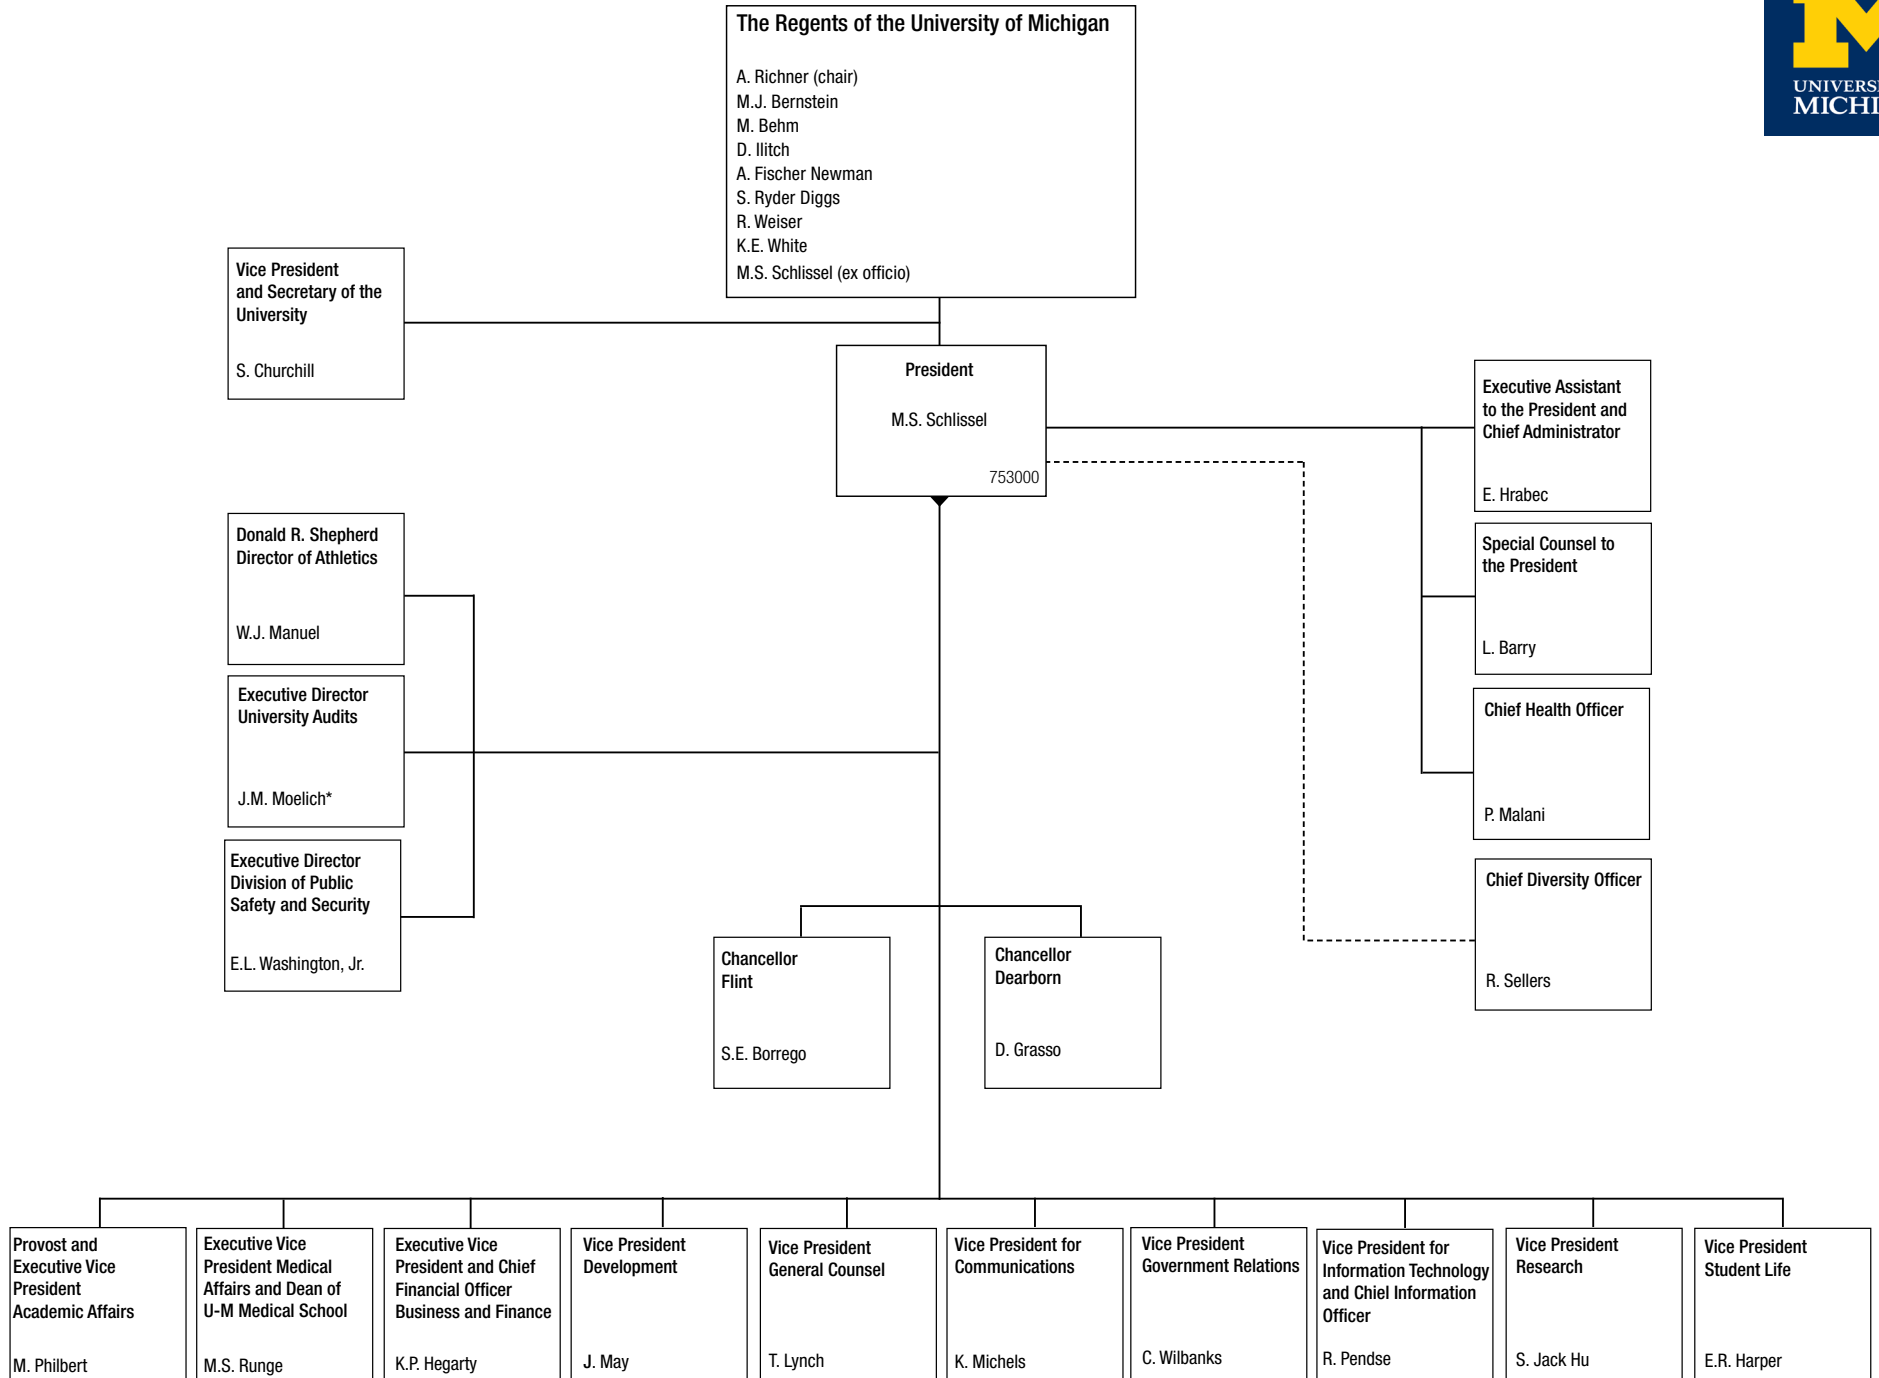 The Regents of the University of Michigan
A. Richner (chair)
M.J. Bernstein
M. Behm
D. Ilitch
A. Fischer Newman
S. Ryder Diggs
R. Weiser
K.E. White
M.S. Schlissel (ex officio)
Vice President
and Secretary of the
University
S. Churchill
President
M.S. Schlissel
753000
Executive Assistant
to the President and
Chief Administrator
E. Hrabec
Special Counsel to
the President
L. Barry
Chief Health Officer
P. Malani
Chief Diversity Officer
R. Sellers
Donald R. Shepherd
Director of Athletics
W.J. Manuel
Executive Director
University Audits
J.M. Moelich*
Executive Director
Division of Public
Safety and Security
E.L. Washington, Jr.
Chancellor
Flint
S.E. Borrego
Chancellor
Dearborn
D. Grasso
Provost and
Executive Vice
President
Academic Affairs
M. Philbert
Executive Vice
President Medical
Affairs and Dean of
U-M Medical School
M.S. Runge
Executive Vice
President and Chief
Financial Officer
Business and Finance
K.P. Hegarty
Vice President
Development
J. May
Vice President
General Counsel
T. Lynch
Vice President for
Communications
K. Michels
Vice President
Government Relations
C. Wilbanks
Vice President for
Information Technology
and Chiel Information
Officer
R. Pendse
Vice President
Research
S. Jack Hu
Vice President
Student Life
E.R. Harper